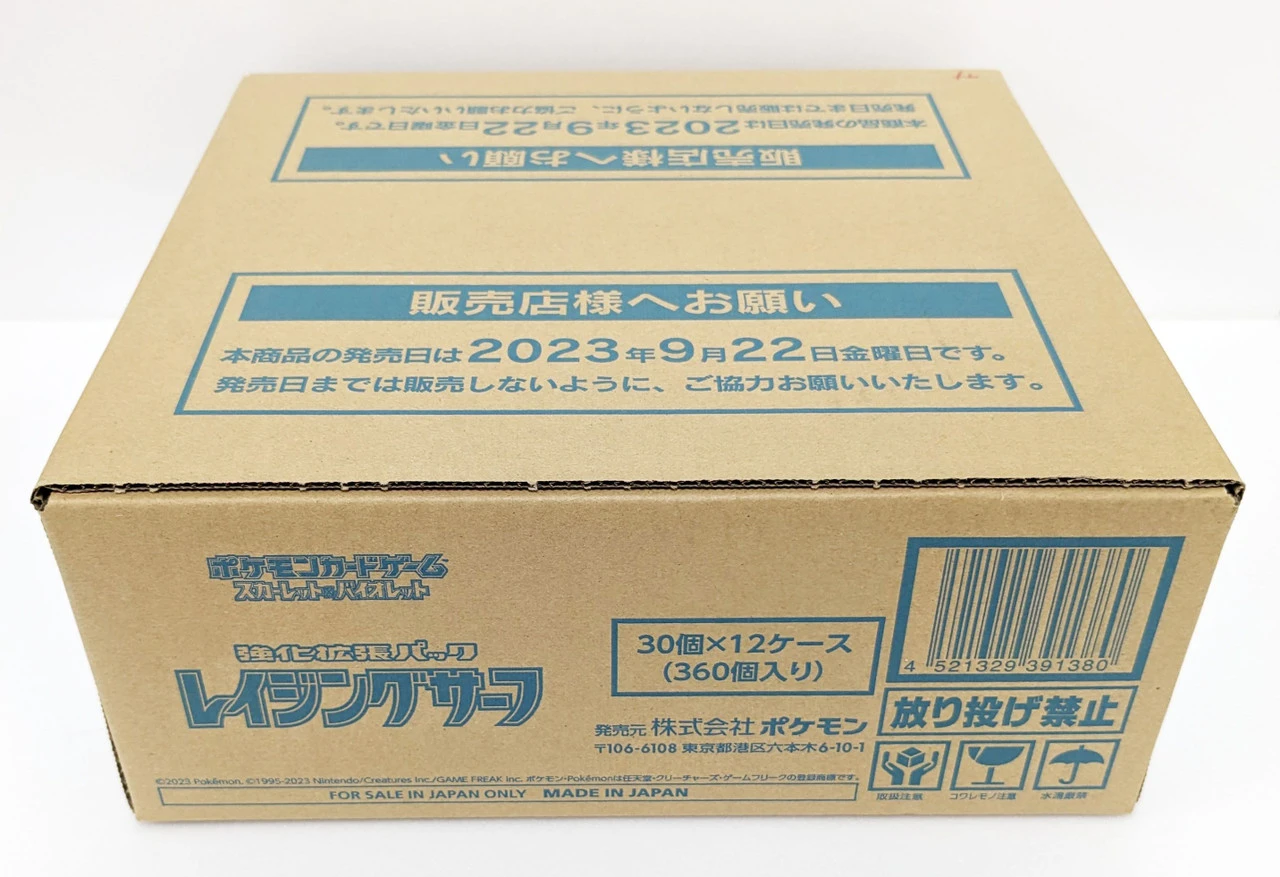 販売店様へお願い
本商品の発売日は2023年9月22日金曜日です。
発売日までは販売しないように、ご協力お願いいたします。
販売店様へお願い
本商品の発売日は2023年9月22日金曜日です。
発売日までは販売しないように、ご協力お願いいたします。
ポケモンカードゲーム
スカーレット&バイオレット
強化拡張パック
レイジングサーフ
30個×12ケース
(360個入り)
発売元 株式会社 ポケモン
〒106-6108 東京都港区六本木6-10-1
©2023 Pokémon. ©1995-2023 Nintendo/Creatures Inc./GAME FREAK inc. ポケモン・Pokémonは任天堂・クリーチャーズ・ゲームフリークの登録商標です。
FOR SALE IN JAPAN ONLY MADE IN JAPAN
4 521329 391380
放り投げ禁止
取扱注意 コワレモノ注意 水濡厳禁